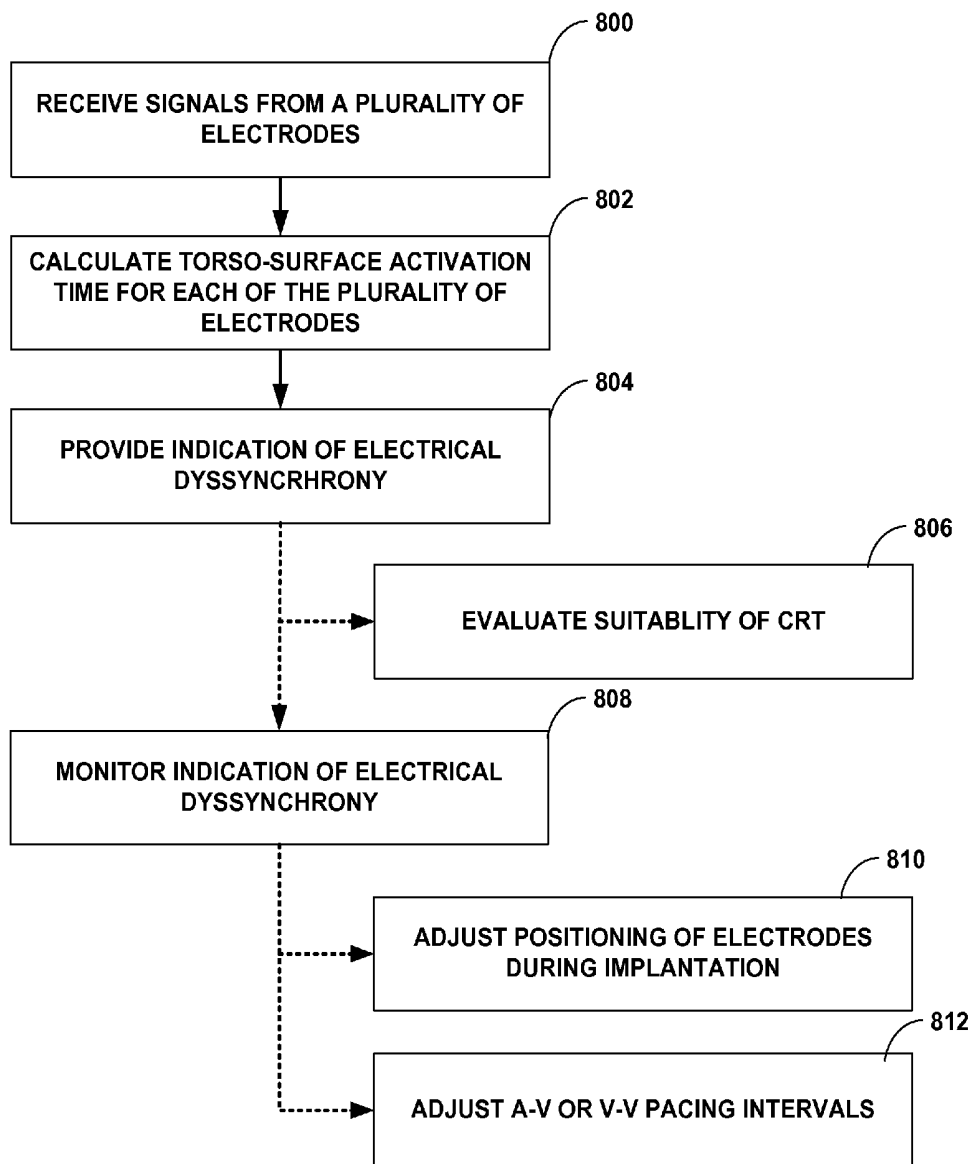 800
RECEIVE SIGNALS FROM A PLURALITY OF
ELECTRODES
802
CALCULATE TORSO-SURFACE ACTIVATION
TIME FOR EACH OF THE PLURALITY OF
ELECTRODES
804
PROVIDE INDICATION OF ELECTRICAL
DYSSYNCRHRONY
806
EVALUATE SUITABLITY OF CRT
808
MONITOR INDICATION OF ELECTRICAL
DYSSYNCHRONY
810
ADJUST POSITIONING OF ELECTRODES
DURING IMPLANTATION
812
ADJUST A-V OR V-V PACING INTERVALS